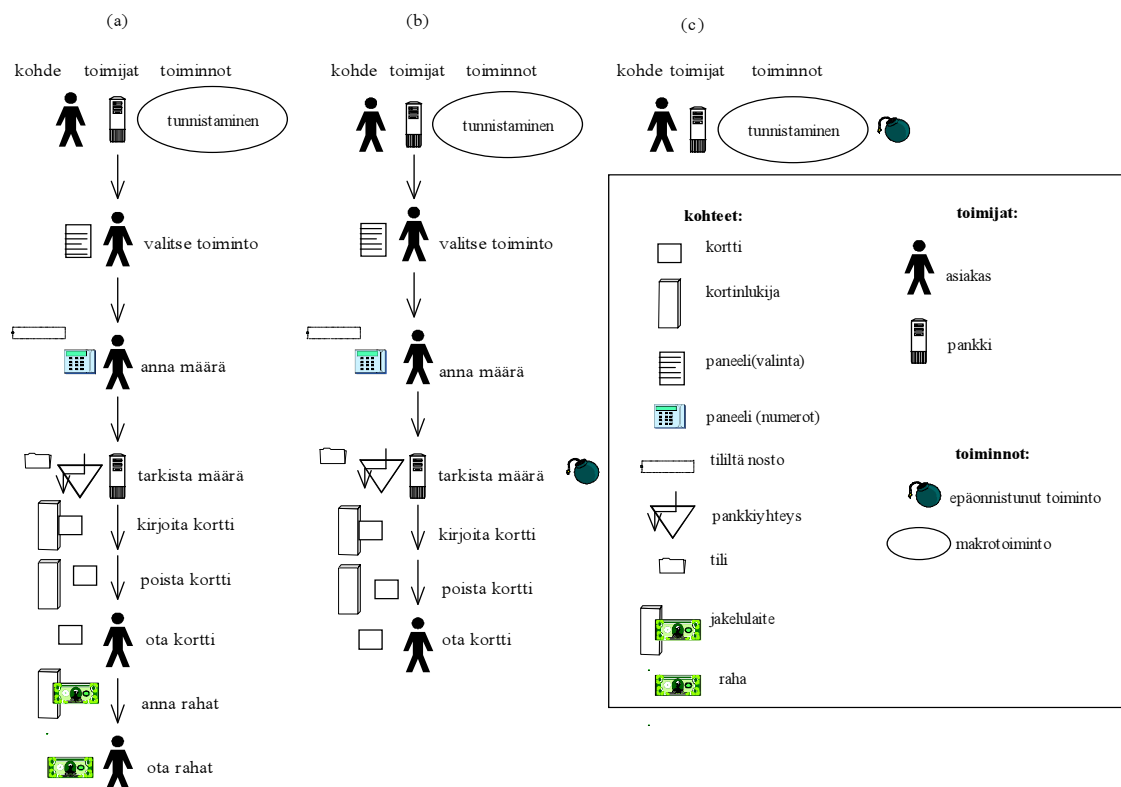 (a)
kohde toimijat toiminnot
tunnistaminen
valitse toiminto
anna määrä
tarkista määrä
kirjoita kortti
poista kortti
ota kortti
anna rahat
ota rahat
(b)
kohde toimijat toiminnot
tunnistaminen
valitse toiminto
anna määrä
tarkista määrä
kirjoita kortti
poista kortti
ota kortti
(c)
kohde toimijat toiminnot
tunnistaminen
kohteet:
kortti
kortinlukija
paneeli(valinta)
paneeli (numerot)
tililtä nosto
pankkiyhteys
tili
jakelulaite
raha
toimijat:
asiakas
pankki
toiminnot:
epäonnistunut toiminto
makrotoiminto